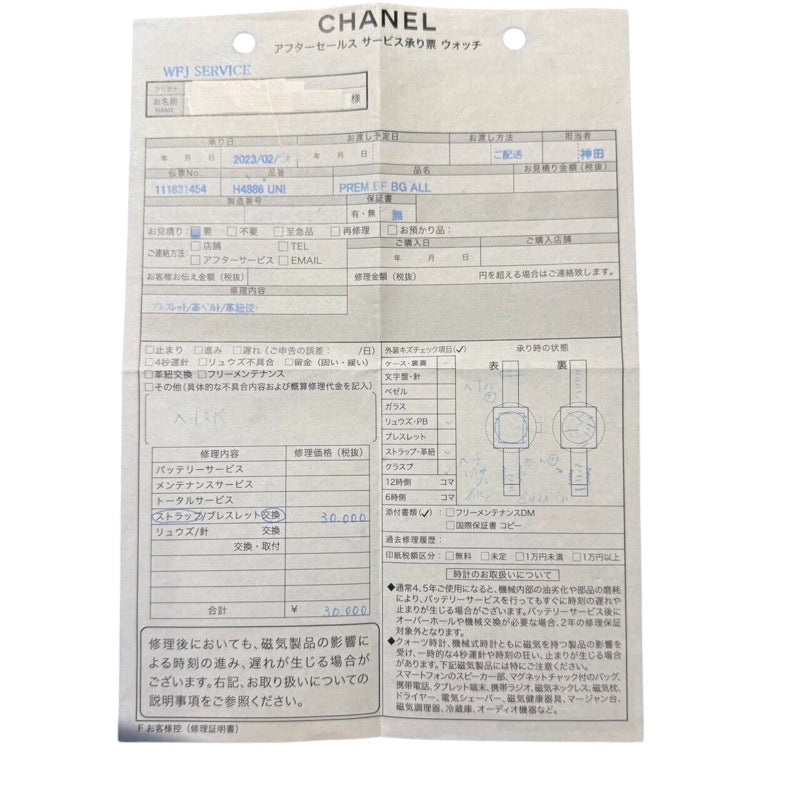 CHANEL
アフターセールス サービス承り票 ウォッチ
WFJ SERVICE
フリガナ
お名前 様
NAME
承り日 お渡し予定日 お渡し方法 担当者
年 月 日 2023/02/ 年 月 日 ご配送 神田
伝票No. 品番 品名 お見積り金額（税抜）
111831454 H4886 UNI PREM EF BG ALL
製造番号 保証書
有・無 無
お見積り：□要 □不要 □至急品 □再修理 □お預かり品：
ご連絡方法：□店舗 □TEL ご購入日 ご購入店舗
□アフターサービス □EMAIL 年 月 日
お客様お伝え金額（税抜） 修理金額（税抜） 円を超える場合はご連絡致します。
修理内容
ブレスレット/革ベルト/革紐使
□止まり □進み □遅れ（ご申告の誤差： /日）
□4秒運針 □リュウズ不具合 □留金（固い・緩い）
□革紐交換 □フリーメンテナンス
□その他（具体的な不具合内容および概算修理代金を記入）
修理内容 修理価格（税抜）
バッテリーサービス
メンテナンスサービス
トータルサービス
ストラップ/ブレスレット交換 30.000
リュウズ/針 交換
交換・取付
合計 ¥ 30.000
修理後においても、磁気製品の影響に
よる時刻の進み、遅れが生じる場合が
ございます。右記、お取り扱いについての
説明事項をご参照ください。
F お客様控（修理証明書）
外装キズチェック項目（✓） 承り時の状態
ケース・裏蓋 ✓ 表 裏
文字盤・針
ベゼル
ガラス
リュウズ・PB ✓
ブレスレット
ストラップ・革紐 ✓
クラスプ ✓
12時側 コマ
6時側 コマ
添付書類（✓）：□フリーメンテナンスDM
□国際保証書 コピー
過去修理履歴：
印紙税額区分：□無料 □未定 □1万円未満 □1万円以上
時計のお取扱いについて
◆通常4、5年ご使用になると、機械内部の油劣化や部品の磨耗
により、バッテリーサービスを行ってもすぐに時刻の遅れや
止まりが生じる場合がございます。バッテリーサービス後に
オーバーホールや機械交換が必要な場合、2年の修理保証
対象外となります。
◆クォーツ時計、機械式時計ともに磁気を持つ製品の影響を
受け、一時的な4秒運針や時刻の狂い、止まりが生じる場合
があります。下記磁気製品には特にご注意ください。
スマートフォンのスピーカー部、マグネットチャック付のバッグ、
携帯電話、タブレット端末、携帯ラジオ、磁気ネックレス、磁気枕、
ドライヤー、電気シェーバー、磁気健康器具、マージャン台、
磁気調理器、冷蔵庫、オーディオ機器など。